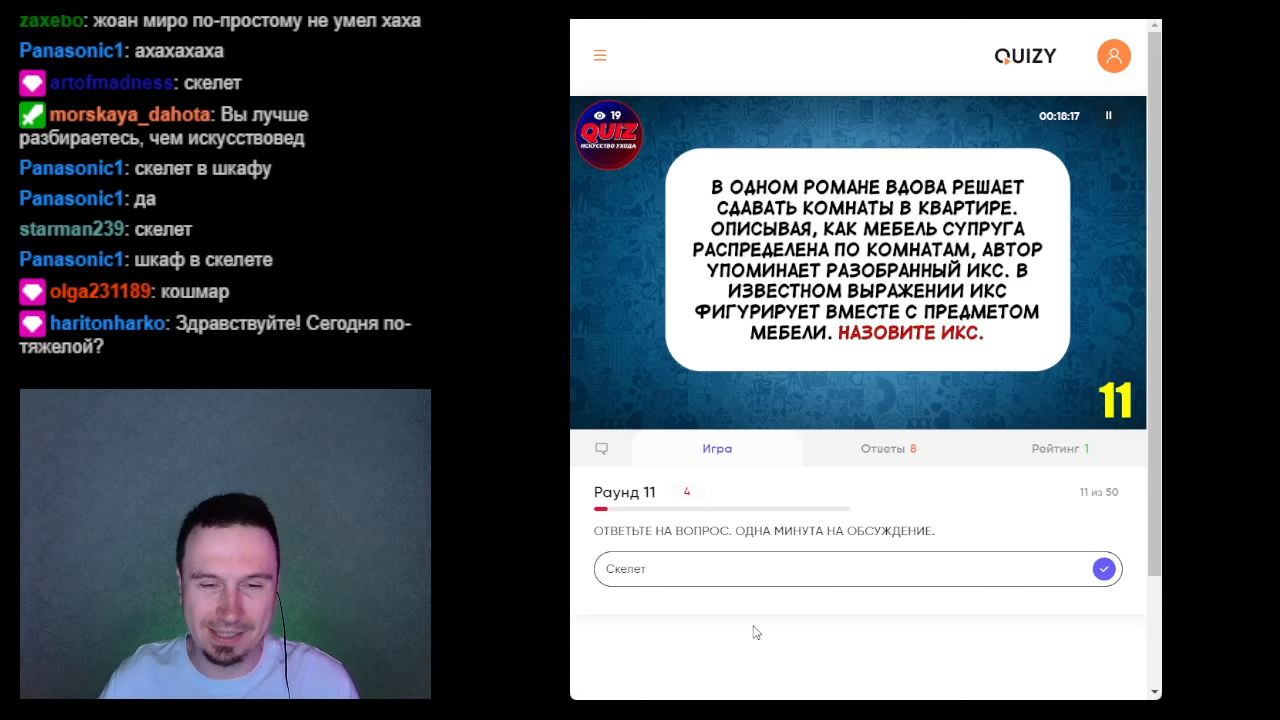 zaxebo: жоан миро по-простому не умел хаха
Panasonic1: ахахахаха
artofmadness: скелет
morskaya_dahota: Вы лучше
разбираетесь, чем искусствовед
Panasonic1: скелет в шкафу
Panasonic1: да
starman239: скелет
Panasonic1: шкаф в скелете
olga231189: кошмар
haritonharko: Здравствуйте! Сегодня по-
тяжелой?
QUIZY
19
QUIZ
ИСКУССТВО УХОДА
00:18:17
В ОДНОМ РОМАНЕ ВДОВА РЕШАЕТ
СДАВАТЬ КОМНАТЫ В КВАРТИРЕ.
ОПИСЫВАЯ, КАК МЕБЕЛЬ СУПРУГА
РАСПРЕДЕЛЕНА ПО КОМНАТАМ, АВТОР
УПОМИНАЕТ РАЗОБРАННЫЙ ИКС. В
ИЗВЕСТНОМ ВЫРАЖЕНИИ ИКС
ФИГУРИРУЕТ ВМЕСТЕ С ПРЕДМЕТОМ
МЕБЕЛИ. НАЗОВИТЕ ИКС.
11
Игра
Ответы 8
Рейтинг 1
Раунд 11 4
11 из 50
ОТВЕТЬТЕ НА ВОПРОС. ОДНА МИНУТА НА ОБСУЖДЕНИЕ.
Скелет